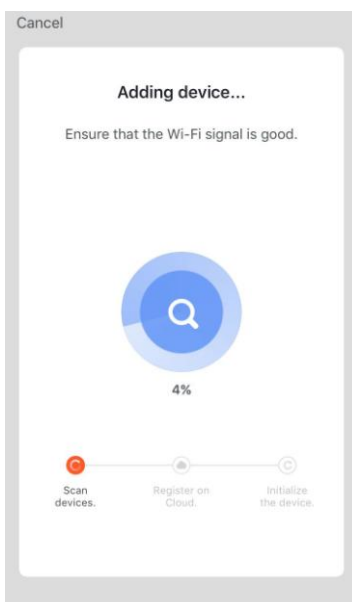 Cancel
Adding device...
Ensure that the Wi-Fi signal is good.
4%
Scan
devices.
Register on
Cloud.
Initialize
the device.